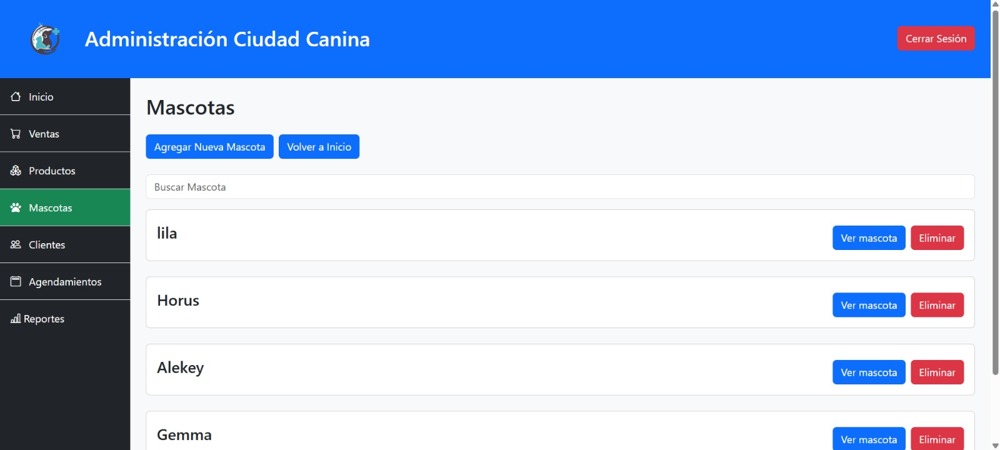 Administración Ciudad Canina
Cerrar Sesión
Inicio
Ventas
Productos
Mascotas
Clientes
Agendamientos
Reportes
Mascotas
Agregar Nueva Mascota
Volver a Inicio
Buscar Mascota
lila
Ver mascota
Eliminar
Horus
Ver mascota
Eliminar
Alekey
Ver mascota
Eliminar
Gemma
Ver mascota
Eliminar